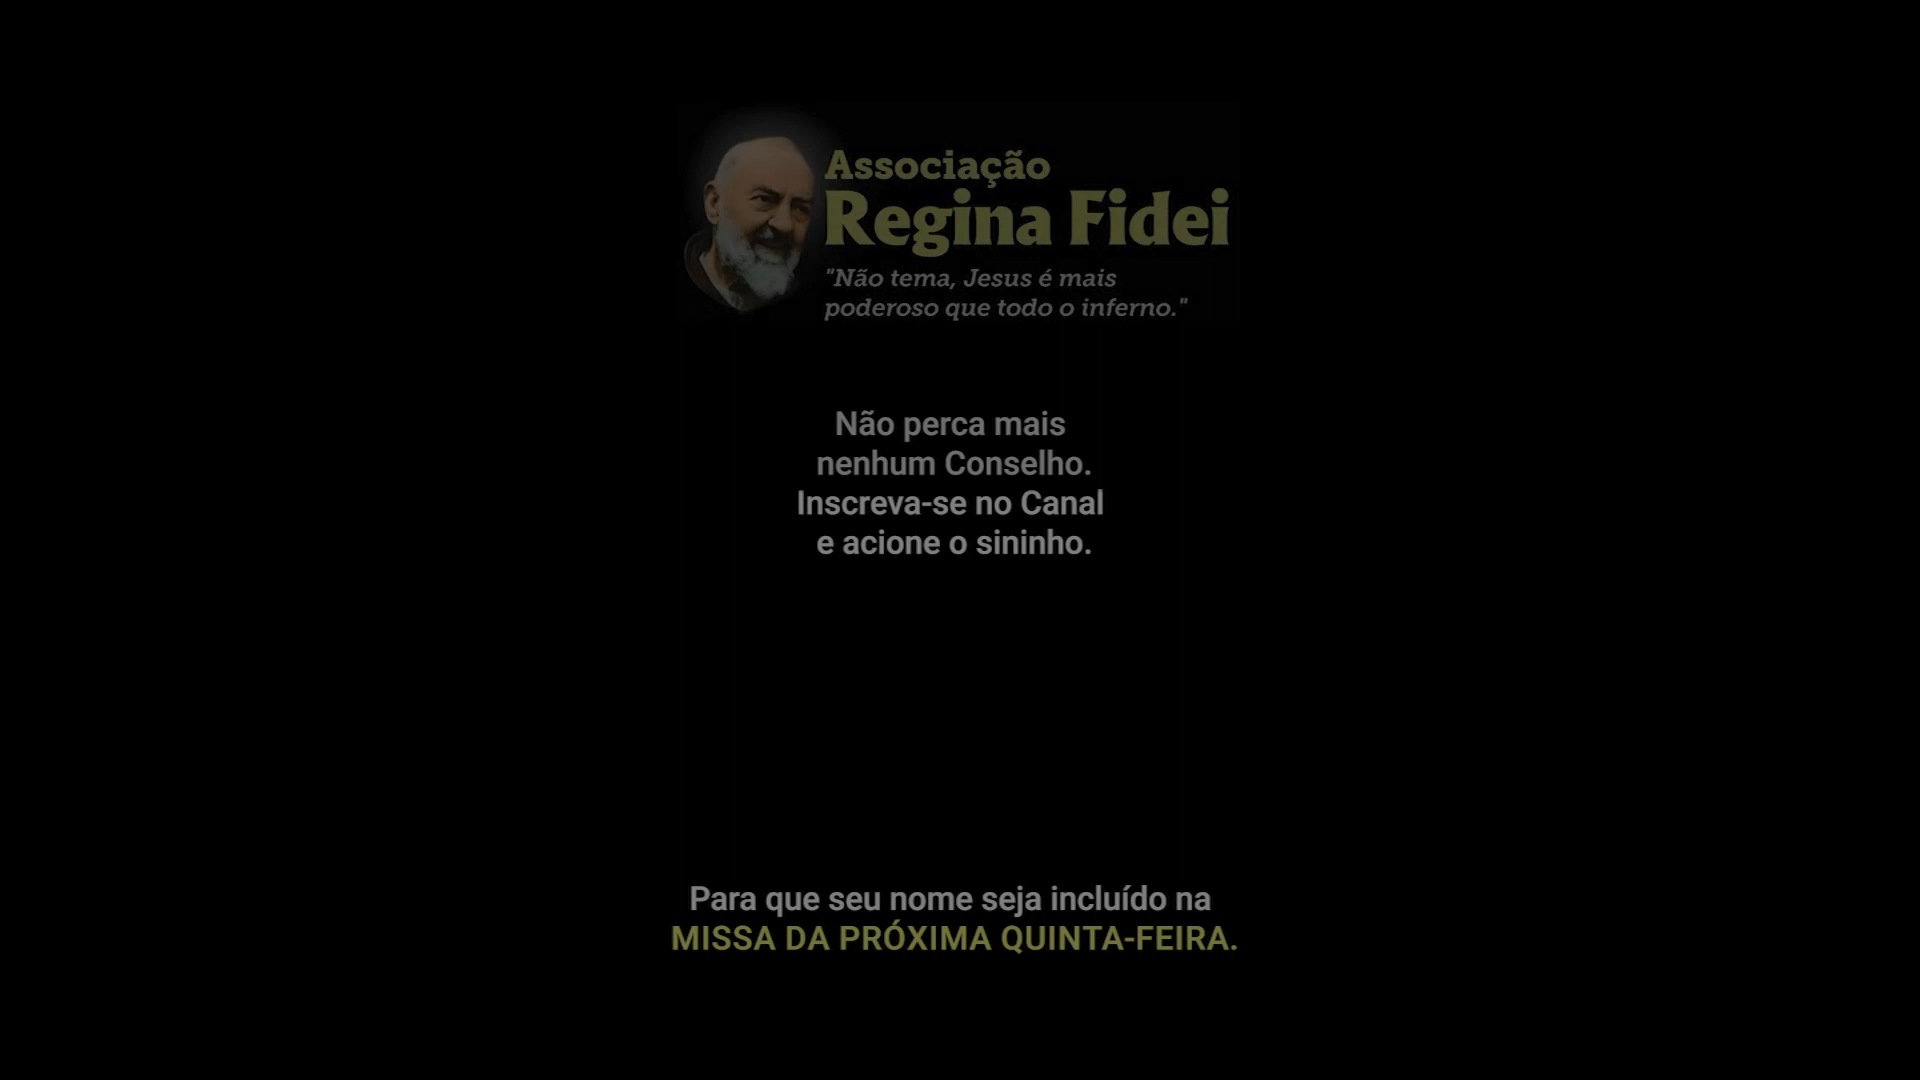 Associação
Regina Fidei
"Não tema, Jesus é mais
poderoso que todo o inferno."
Não perca mais
nenhum Conselho.
Inscreva-se no Canal
e acione o sininho.
Para que seu nome seja incluído na
MISSA DA PRÓXIMA QUINTA-FEIRA.